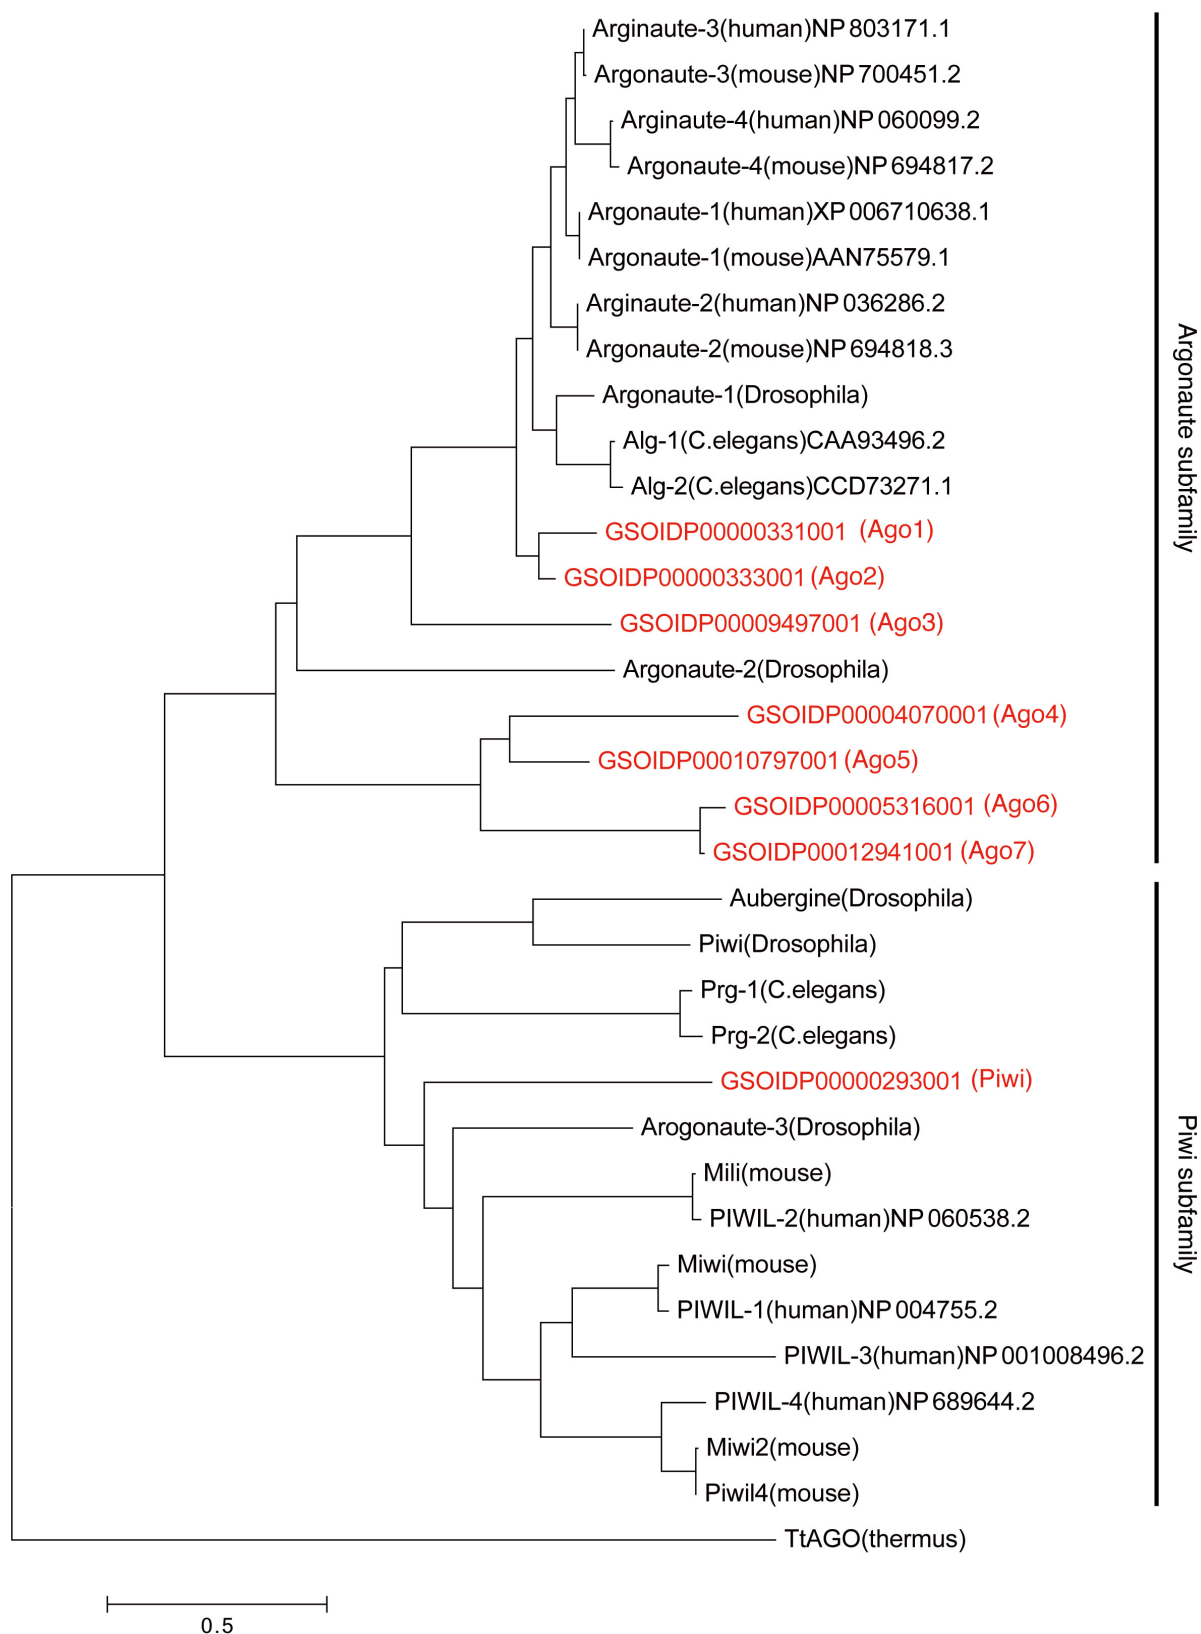 Arginaute-3(human)NP 803171.1
Argonaute-3(mouse)NP 700451.2
Arginaute-4(human)NP 060099.2
Argonaute-4(mouse)NP 694817.2
Argonaute-1(human)XP 006710638.1
Argonaute-1(mouse)AAN75579.1
Arginaute-2(human)NP 036286.2
Argonaute-2(mouse)NP 694818.3
Argonaute-1(Drosophila)
Alg-1(C.elegans)CAA93496.2
Alg-2(C.elegans)CCD73271.1
GSOIDP00000331001 (Ago1)
GSOIDP00000333001 (Ago2)
GSOIDP00009497001 (Ago3)
Argonaute-2(Drosophila)
GSOIDP00004070001 (Ago4)
GSOIDP00010797001 (Ago5)
GSOIDP00005316001 (Ago6)
GSOIDP00012941001 (Ago7)
Argonaute subfamily
Aubergine(Drosophila)
Piwi(Drosophila)
Prg-1(C.elegans)
Prg-2(C.elegans)
GSOIDP00000293001 (Piwi)
Arogonaute-3(Drosophila)
Mili(mouse)
PIWIL-2(human)NP 060538.2
Miwi(mouse)
PIWIL-1(human)NP 004755.2
PIWIL-3(human)NP 001008496.2
PIWIL-4(human)NP 689644.2
Miwi2(mouse)
Piwil4(mouse)
Piwi subfamily
TtAGO(thermus)
0.5